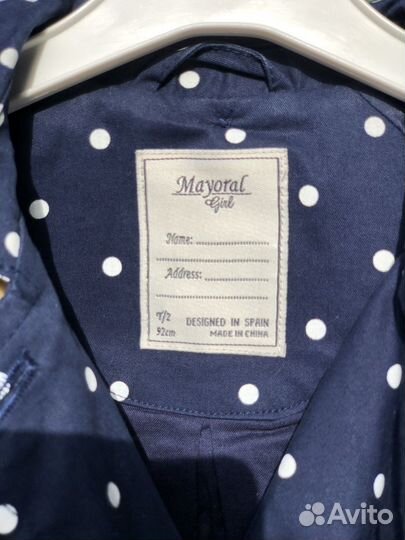 Mayoral
Girl
Name:
Address:
T/2
92cm
DESIGNED IN SPAIN
MADE IN CHINA
Avito